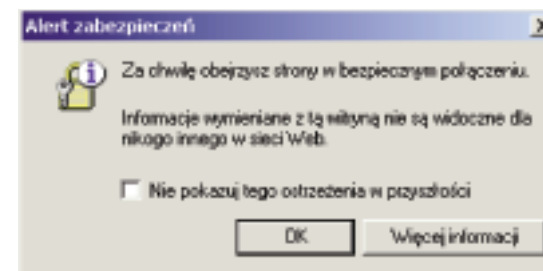 Alert zabezpieczeń
Za chwilę obejrzysz strony w bezpiecznym połączeniu.
Informacje wymieniane z tą witryną nie są widoczne dla
nikogo innego w sieci Web.
Nie pokazuj tego ostrzeżenia w przyszłości
OK
Więcej informacji